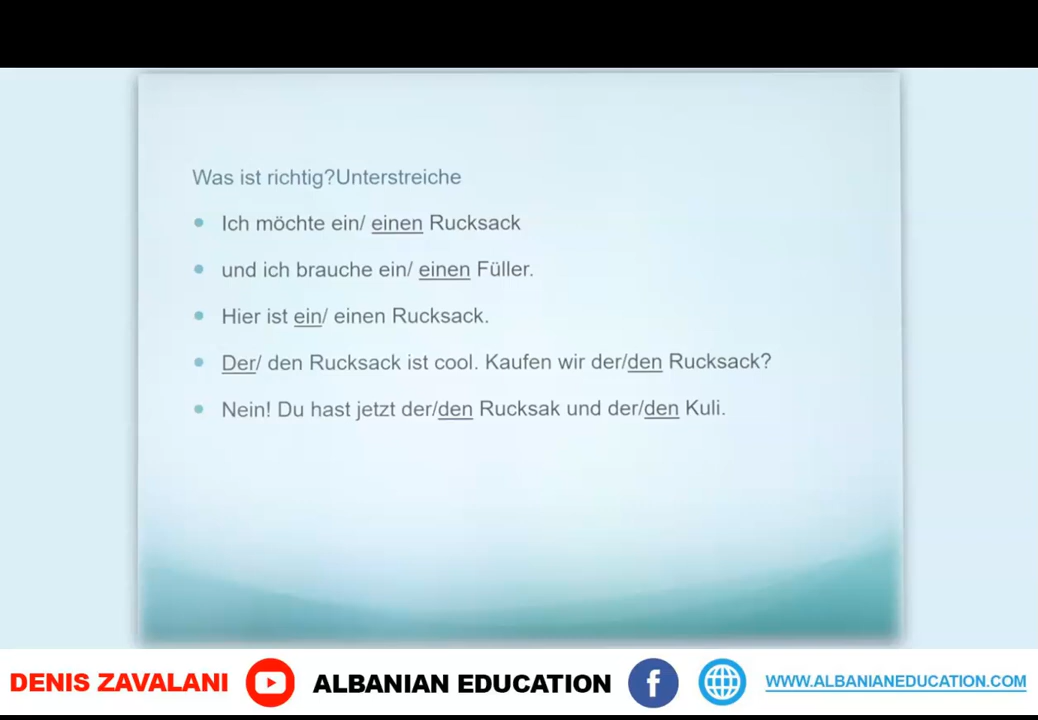 Was ist richtig?Unterstreiche
Ich möchte ein/ einen Rucksack
und ich brauche ein/ einen Füller.
Hier ist ein/ einen Rucksack.
Der/ den Rucksack ist cool. Kaufen wir der/den Rucksack?
Nein! Du hast jetzt der/den Rucksak und der/den Kuli.
DENIS ZAVALANI ALBANIAN EDUCATION WWW.ALBANIANEDUCATION.COM